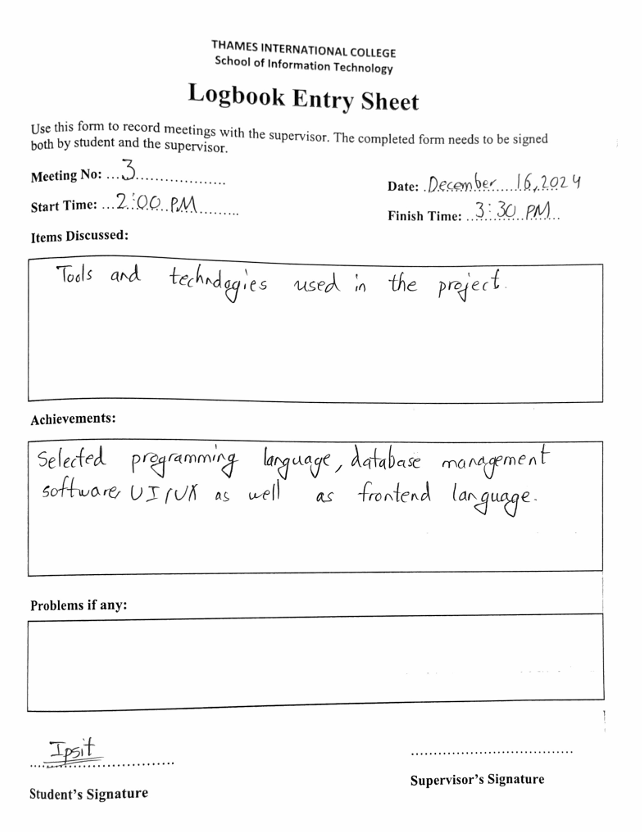 THAMES INTERNATIONAL COLLEGE
School of Information Technology
Logbook Entry Sheet
Use this form to record meetings with the supervisor. The completed form needs to be signed
both by student and the supervisor.
Meeting No: ...3..................
Date: .December...16,2024
Start Time: ...2:00 PM.........
Finish Time: ..3:30 PM...
Items Discussed:
Tools and technologies used in the project.
Achievements:
Selected programming language, database management
software, UI/UX as well as frontend language.
Problems if any:
Ipsit
Student's Signature
Supervisor's Signature